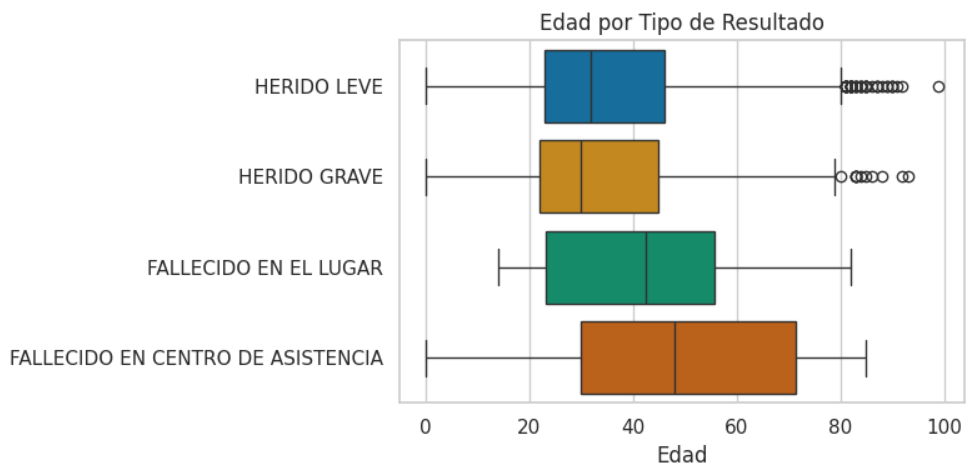 Edad por Tipo de Resultado
HERIDO LEVE
HERIDO GRAVE
FALLECIDO EN EL LUGAR
FALLECIDO EN CENTRO DE ASISTENCIA
0 20 40 60 80 100
Edad